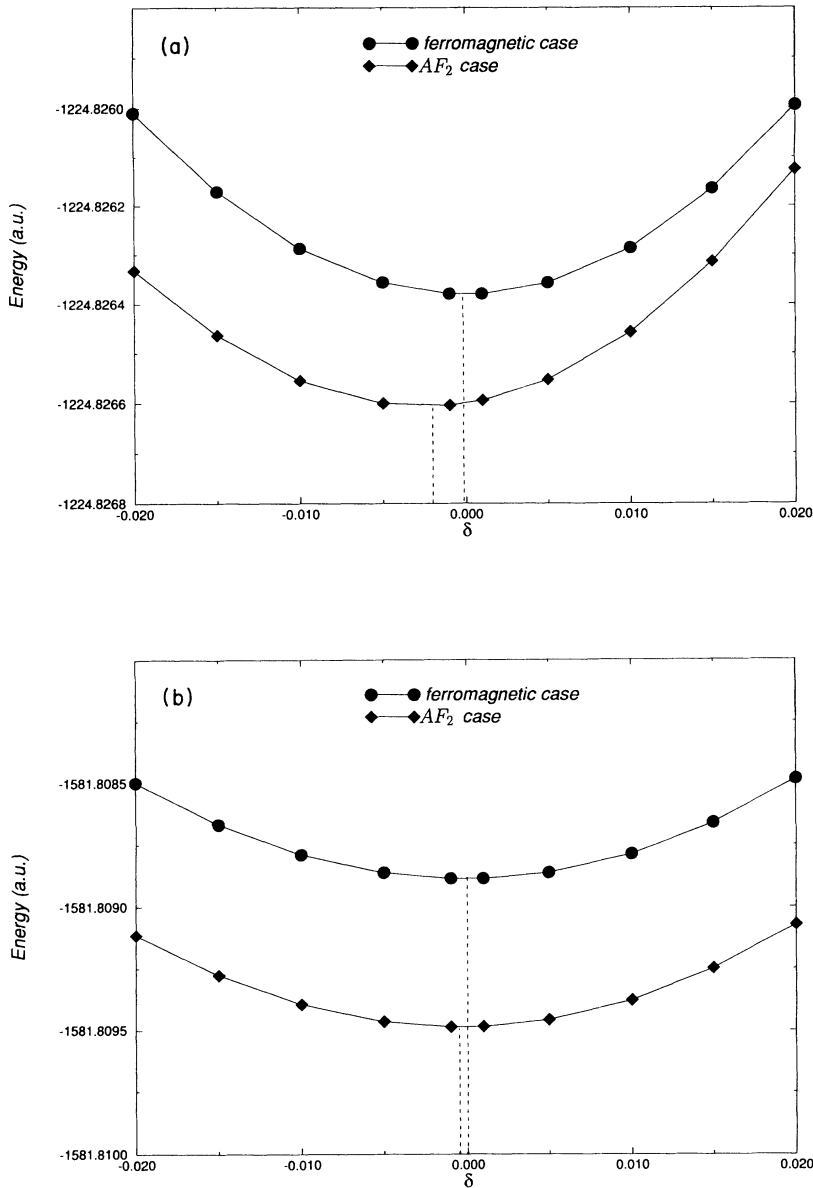 (a)
ferromagnetic case
AF₂ case
Energy (a.u.)
-1224.8260
-1224.8262
-1224.8264
-1224.8266
-1224.8268
-0.020
-0.010
0.000
0.010
0.020
δ
(b)
ferromagnetic case
AF₂ case
Energy (a.u.)
-1581.8085
-1581.8090
-1581.8095
-1581.8100
-0.020
-0.010
0.000
0.010
0.020
δ